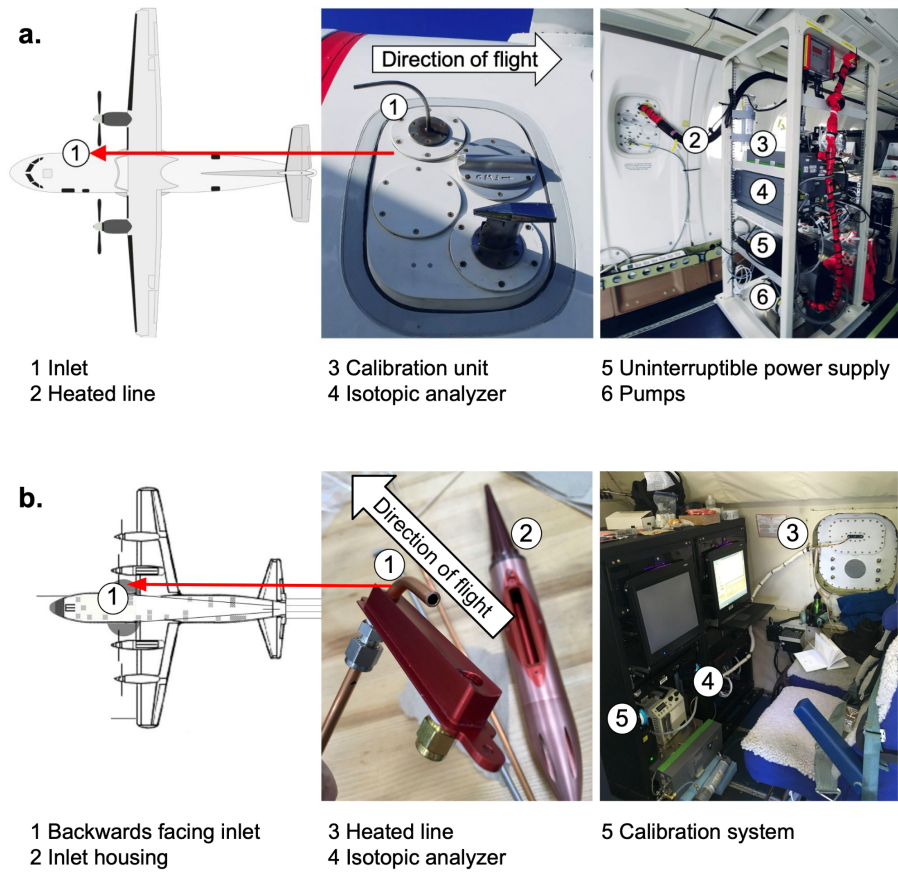 a.
1
Direction of flight
1
2
3
4
5
6
1 Inlet
2 Heated line
3 Calibration unit
4 Isotopic analyzer
5 Uninterruptible power supply
6 Pumps
b.
1
Direction of flight
1
2
3
4
5
1 Backwards facing inlet
2 Inlet housing
3 Heated line
4 Isotopic analyzer
5 Calibration system